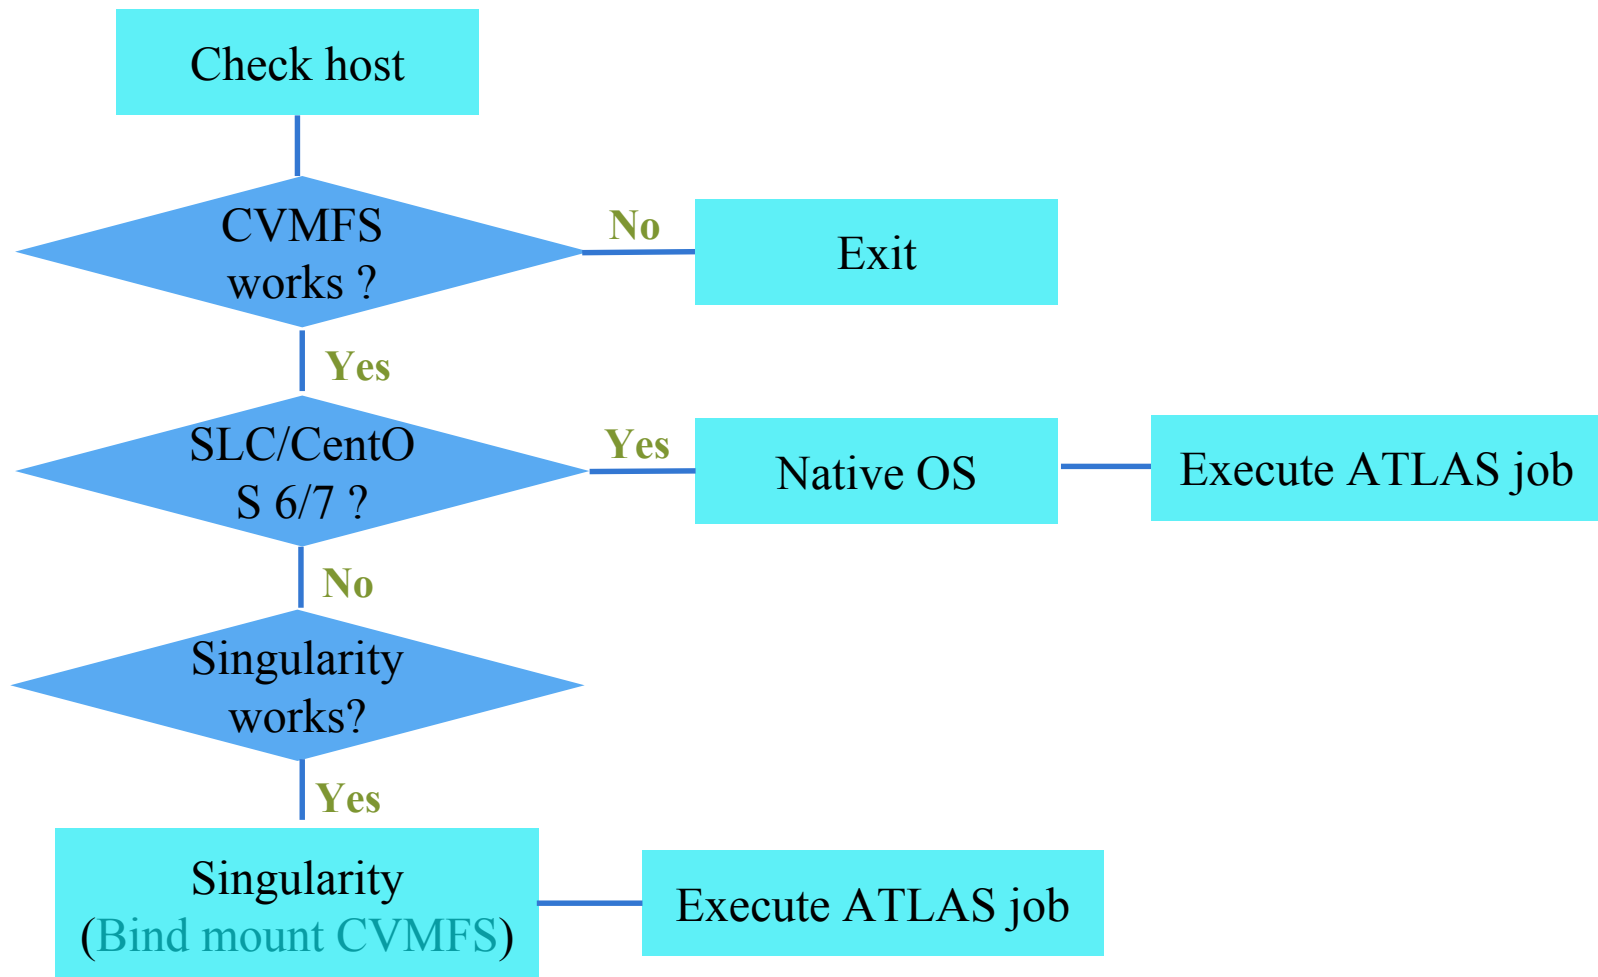 Check host
CVMFS
works ?
No
Exit
Yes
SLC/CentO
S 6/7 ?
Yes
Native OS
Execute ATLAS job
No
Singularity
works?
Yes
Singularity
(Bind mount CVMFS)
Execute ATLAS job